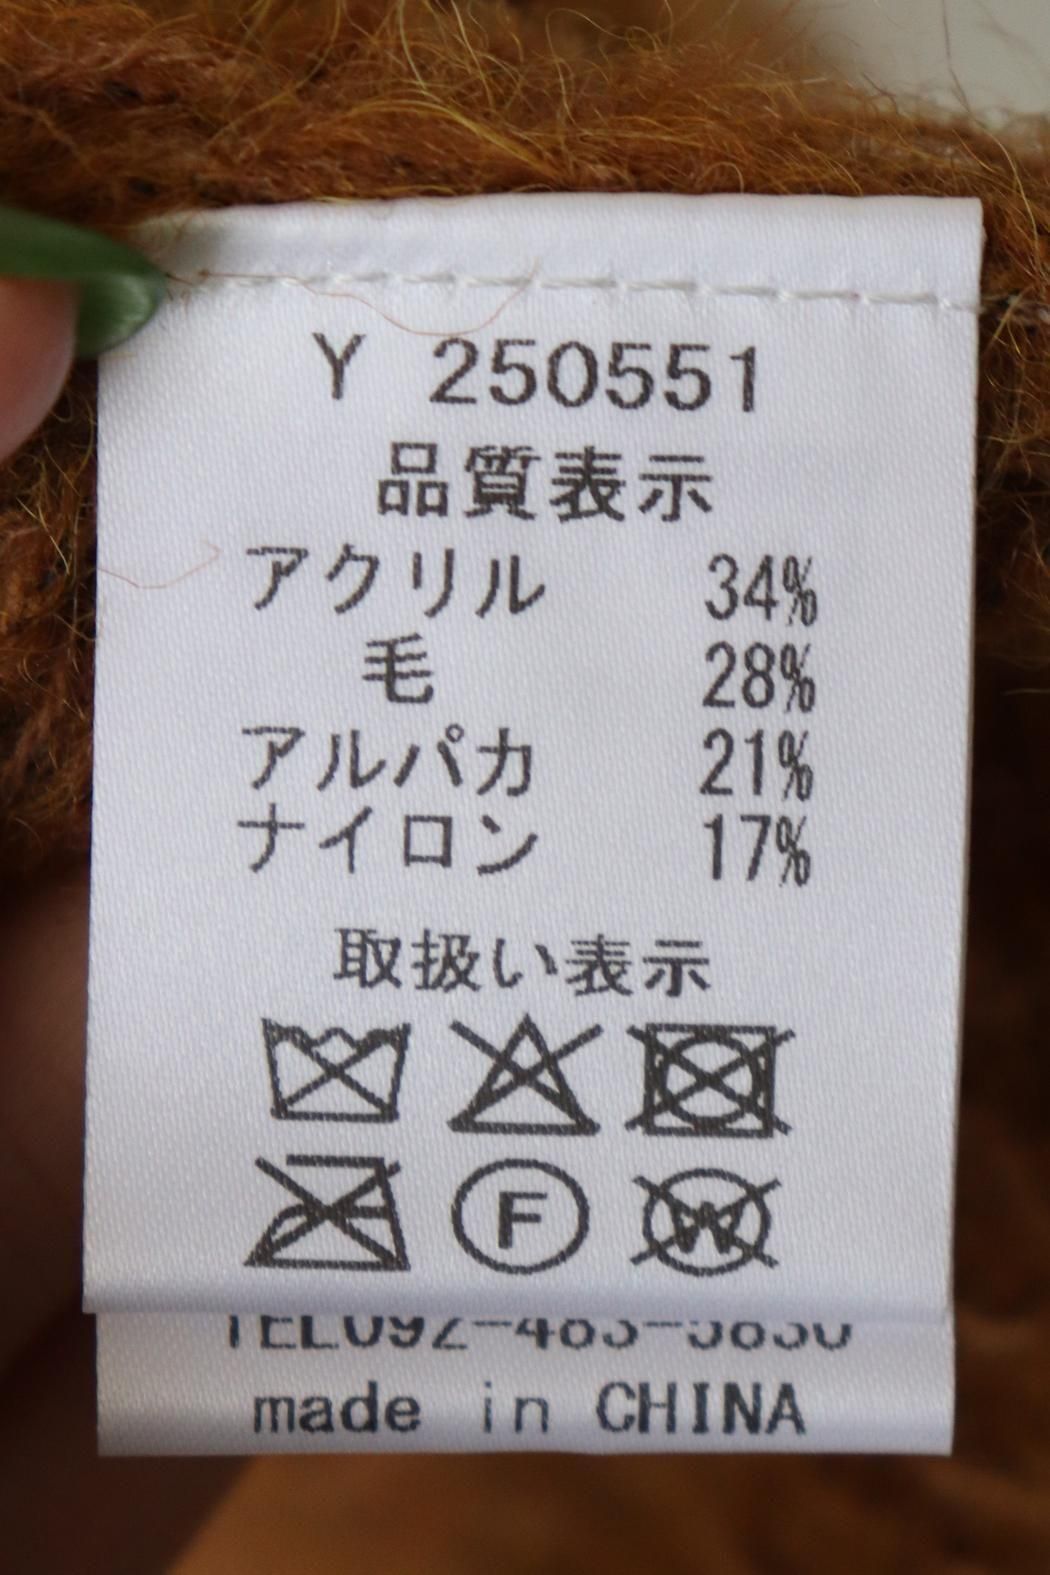 Y 250551
品質表示
アクリル 34%
毛 28%
アルパカ 21%
ナイロン 17%
取扱い表示
F
W
made in CHINA